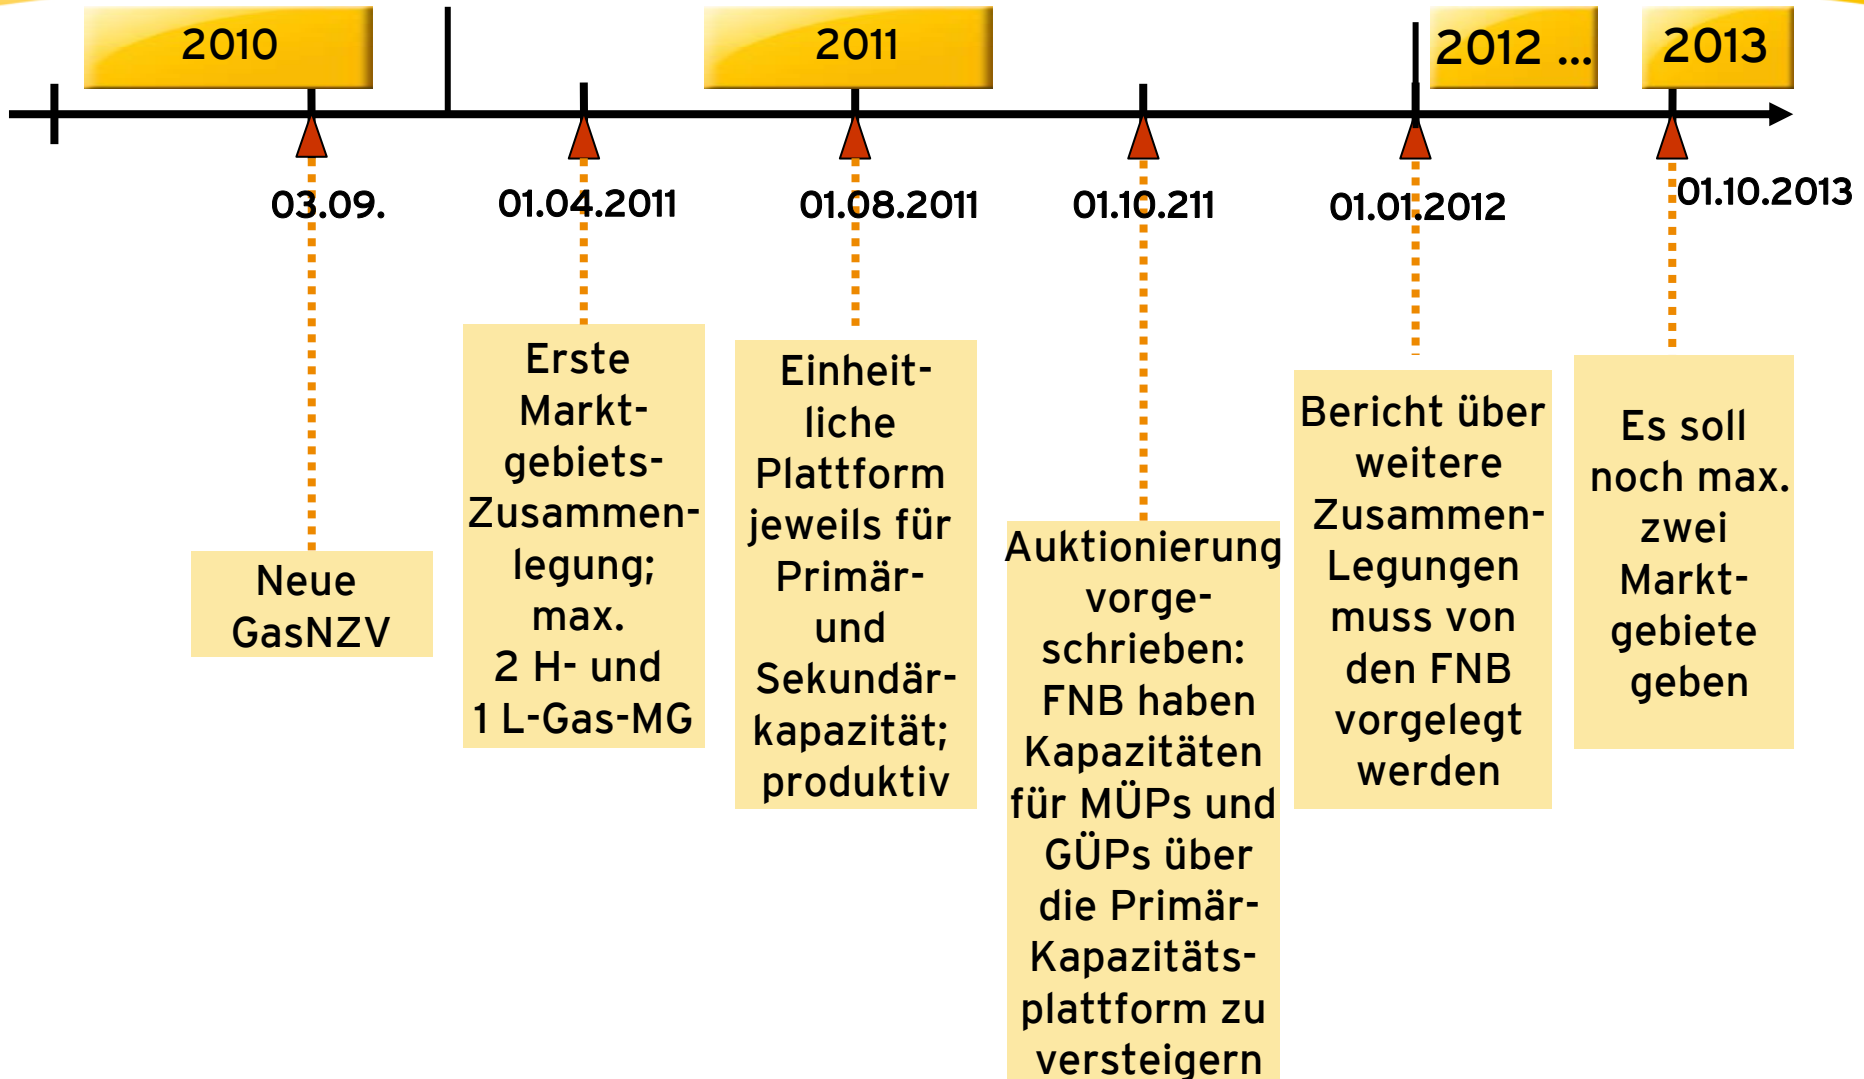 2010
2011
2012 ...
2013
03.09.
01.04.2011
01.08.2011
01.10.211
01.01.2012
01.10.2013
Neue
GasNZV
Erste
Markt-
gebiets-
Zusammen-
legung;
max.
2 H- und
1 L-Gas-MG
Einheit-
liche
Plattform
jeweils für
Primär-
und
Sekundär-
kapazität;
produktiv
Auktionierung
vorge-
schrieben:
FNB haben
Kapazitäten
für MÜPs und
GÜPs über
die Primär-
Kapazitäts-
plattform zu
versteigern
Bericht über
weitere
Zusammen-
Legungen
muss von
den FNB
vorgelegt
werden
Es soll
noch max.
zwei
Markt-
gebiete
geben